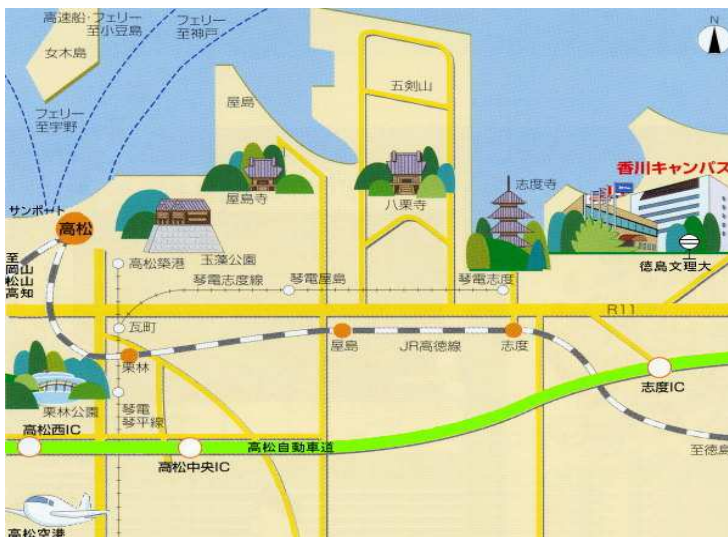 高速船・フェリー
至小豆島
フェリー
至神戸
女木島
N
フェリー
至宇野
屋島
五剣山
香川キャンパス
志度寺
サンポート
屋島寺
八栗寺
高松
至
岡山
松山
高知
高松築港
玉藻公園
徳島文理大
琴電志度線
琴電屋島
琴電志度
R11
瓦町
栗林
屋島
JR高徳線
志度
志度IC
栗林公園
琴電
琴平線
高松西IC
高松中央IC
高松自動車道
至徳島
高松空港